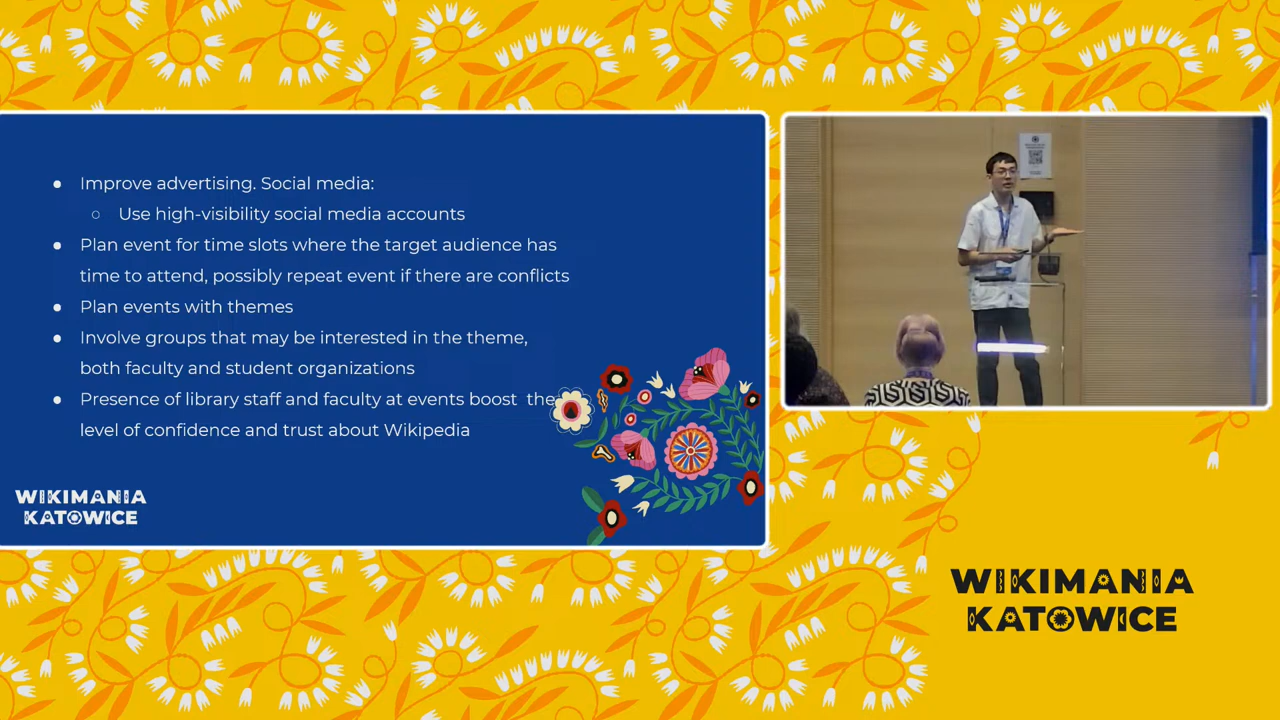 Improve advertising. Social media:
Use high-visibility social media accounts
Plan event for time slots where the target audience has
time to attend, possibly repeat event if there are conflicts
Plan events with themes
Involve groups that may be interested in the theme,
both faculty and student organizations
Presence of library staff and faculty at events boost the
level of confidence and trust about Wikipedia
WIKIMANIA
KATOWICE
WIKIMANIA
KATOWICE